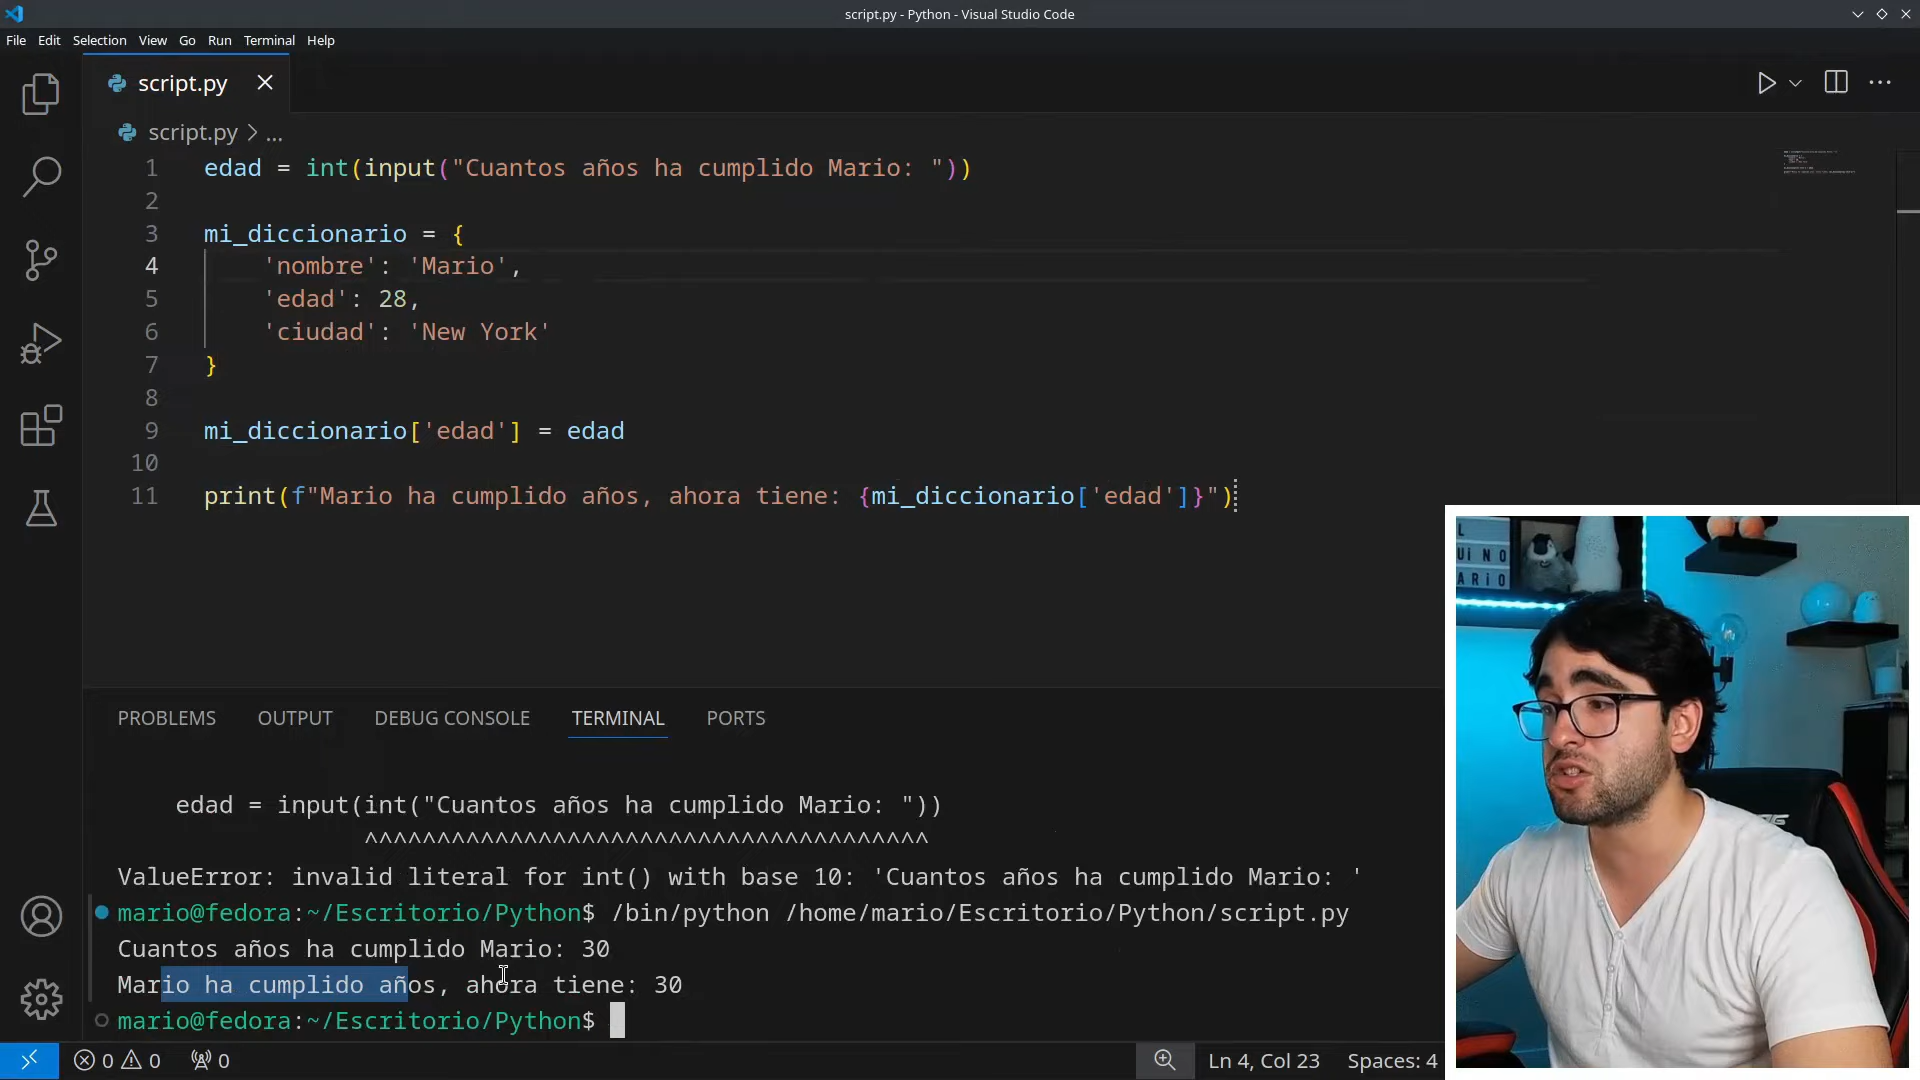 script.py - Python - Visual Studio Code
File Edit Selection View Go Run Terminal Help
script.py
script.py > ...
1 edad = int(input("Cuantos años ha cumplido Mario: "))
2
3 mi_diccionario = {
4 'nombre': 'Mario',
5 'edad': 28,
6 'ciudad': 'New York'
7 }
8
9 mi_diccionario['edad'] = edad
10
11 print(f"Mario ha cumplido años, ahora tiene: {mi_diccionario['edad']}")
PROBLEMS OUTPUT DEBUG CONSOLE TERMINAL PORTS
edad = input(int("Cuantos años ha cumplido Mario: "))
^^^^^^^^^^^^^^^^^^^^^^^^^^^^^^^^^^^^^^^
ValueError: invalid literal for int() with base 10: 'Cuantos años ha cumplido Mario: '
mario@fedora:~/Escritorio/Python$ /bin/python /home/mario/Escritorio/Python/script.py
Cuantos años ha cumplido Mario: 30
Mario ha cumplido años, ahora tiene: 30
mario@fedora:~/Escritorio/Python$
0 0 0 Ln 4, Col 23 Spaces: 4